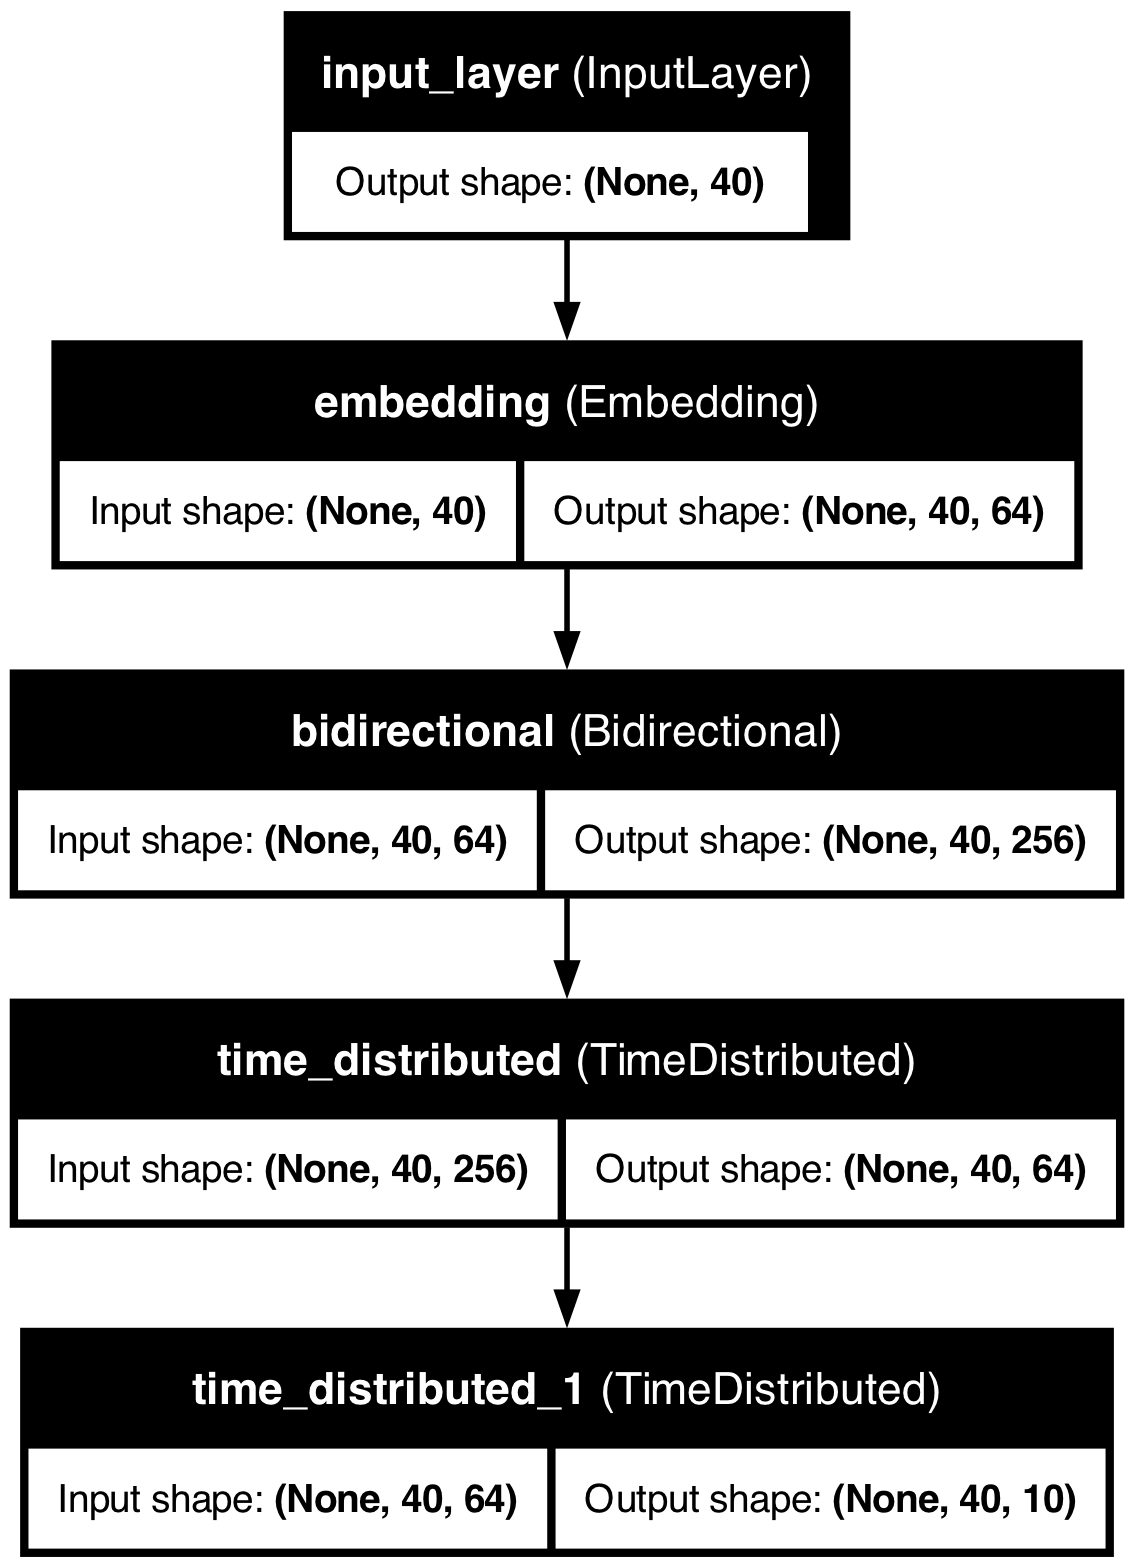 input_layer (InputLayer)
Output shape: (None, 40)
embedding (Embedding)
Input shape: (None, 40) Output shape: (None, 40, 64)
bidirectional (Bidirectional)
Input shape: (None, 40, 64) Output shape: (None, 40, 256)
time_distributed (TimeDistributed)
Input shape: (None, 40, 256) Output shape: (None, 40, 64)
time_distributed_1 (TimeDistributed)
Input shape: (None, 40, 64) Output shape: (None, 40, 10)